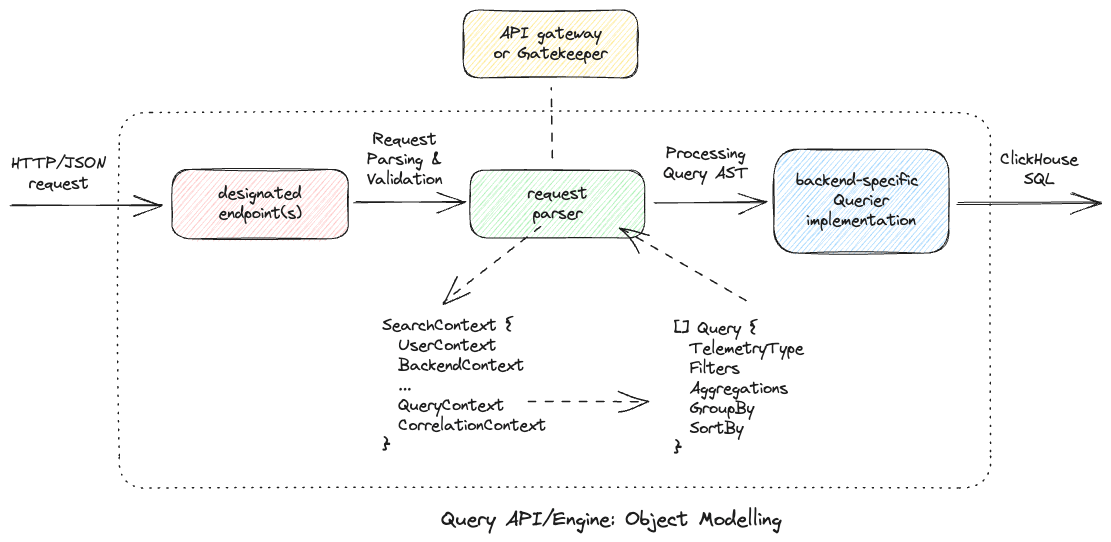 API gateway
or Gatekeeper
HTTP/JSON
request
designated
endpoint(s)
Request
Parsing &
Validation
request
parser
Processing
Query AST
backend-specific
Querier
implementation
ClickHouse
SQL
SearchContext {
UserContext
BackendContext
...
QueryContext
CorrelationContext
}
[] Query {
TelemetryType
Filters
Aggregations
GroupBy
SortBy
}
Query API/Engine: Object Modelling